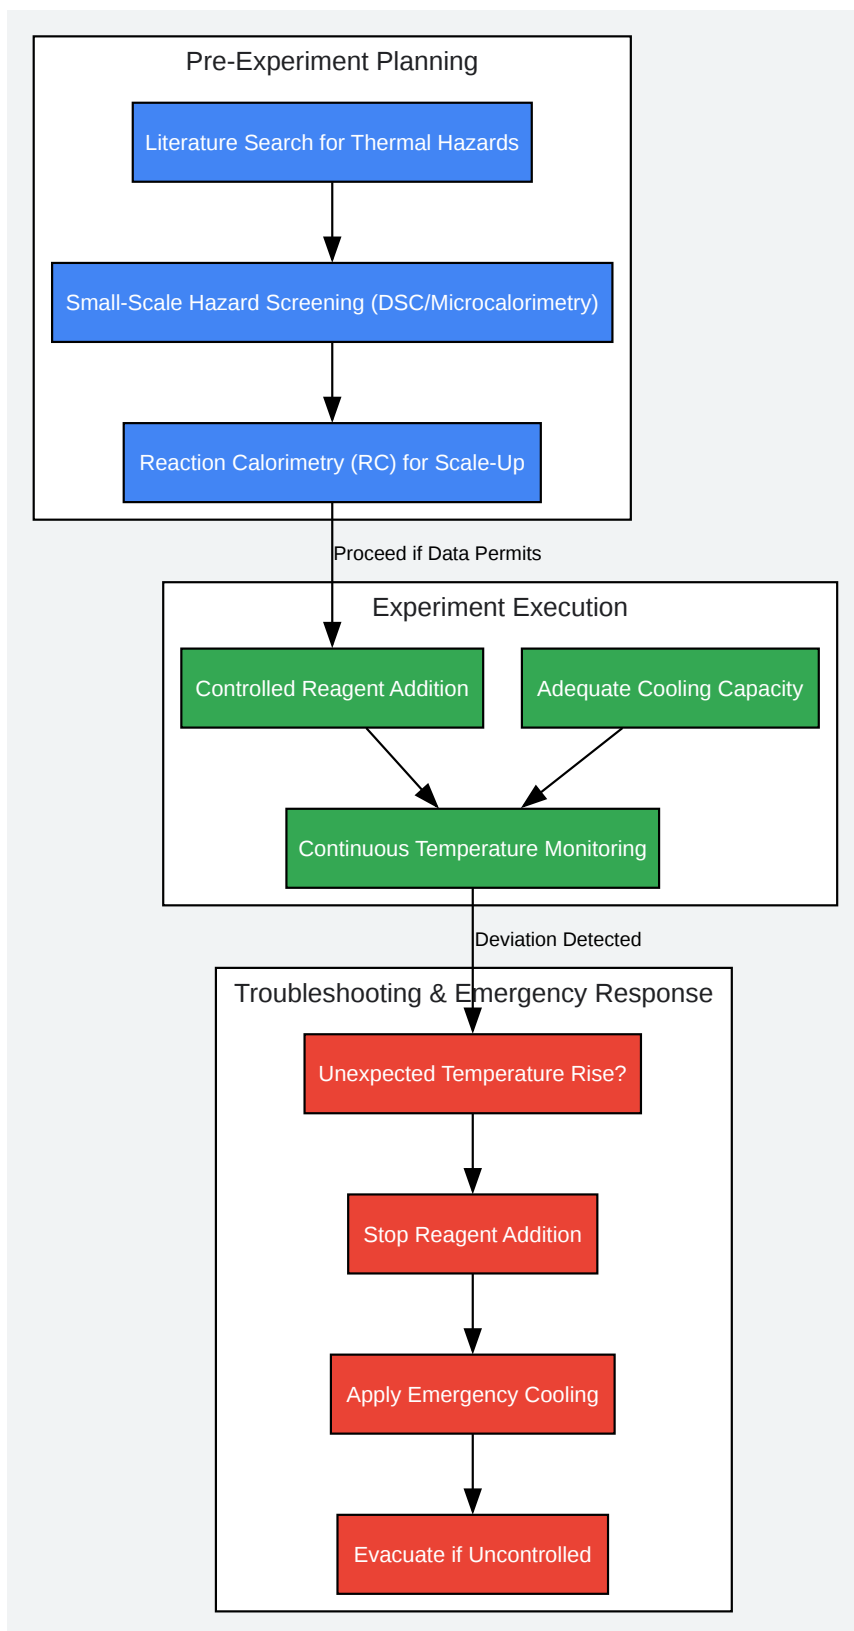 Pre-Experiment Planning
Literature Search for Thermal Hazards
Small-Scale Hazard Screening (DSC/Microcalorimetry)
Reaction Calorimetry (RC) for Scale-Up
Proceed if Data Permits
Experiment Execution
Controlled Reagent Addition
Adequate Cooling Capacity
Continuous Temperature Monitoring
Deviation Detected
Troubleshooting & Emergency Response
Unexpected Temperature Rise?
Stop Reagent Addition
Apply Emergency Cooling
Evacuate if Uncontrolled